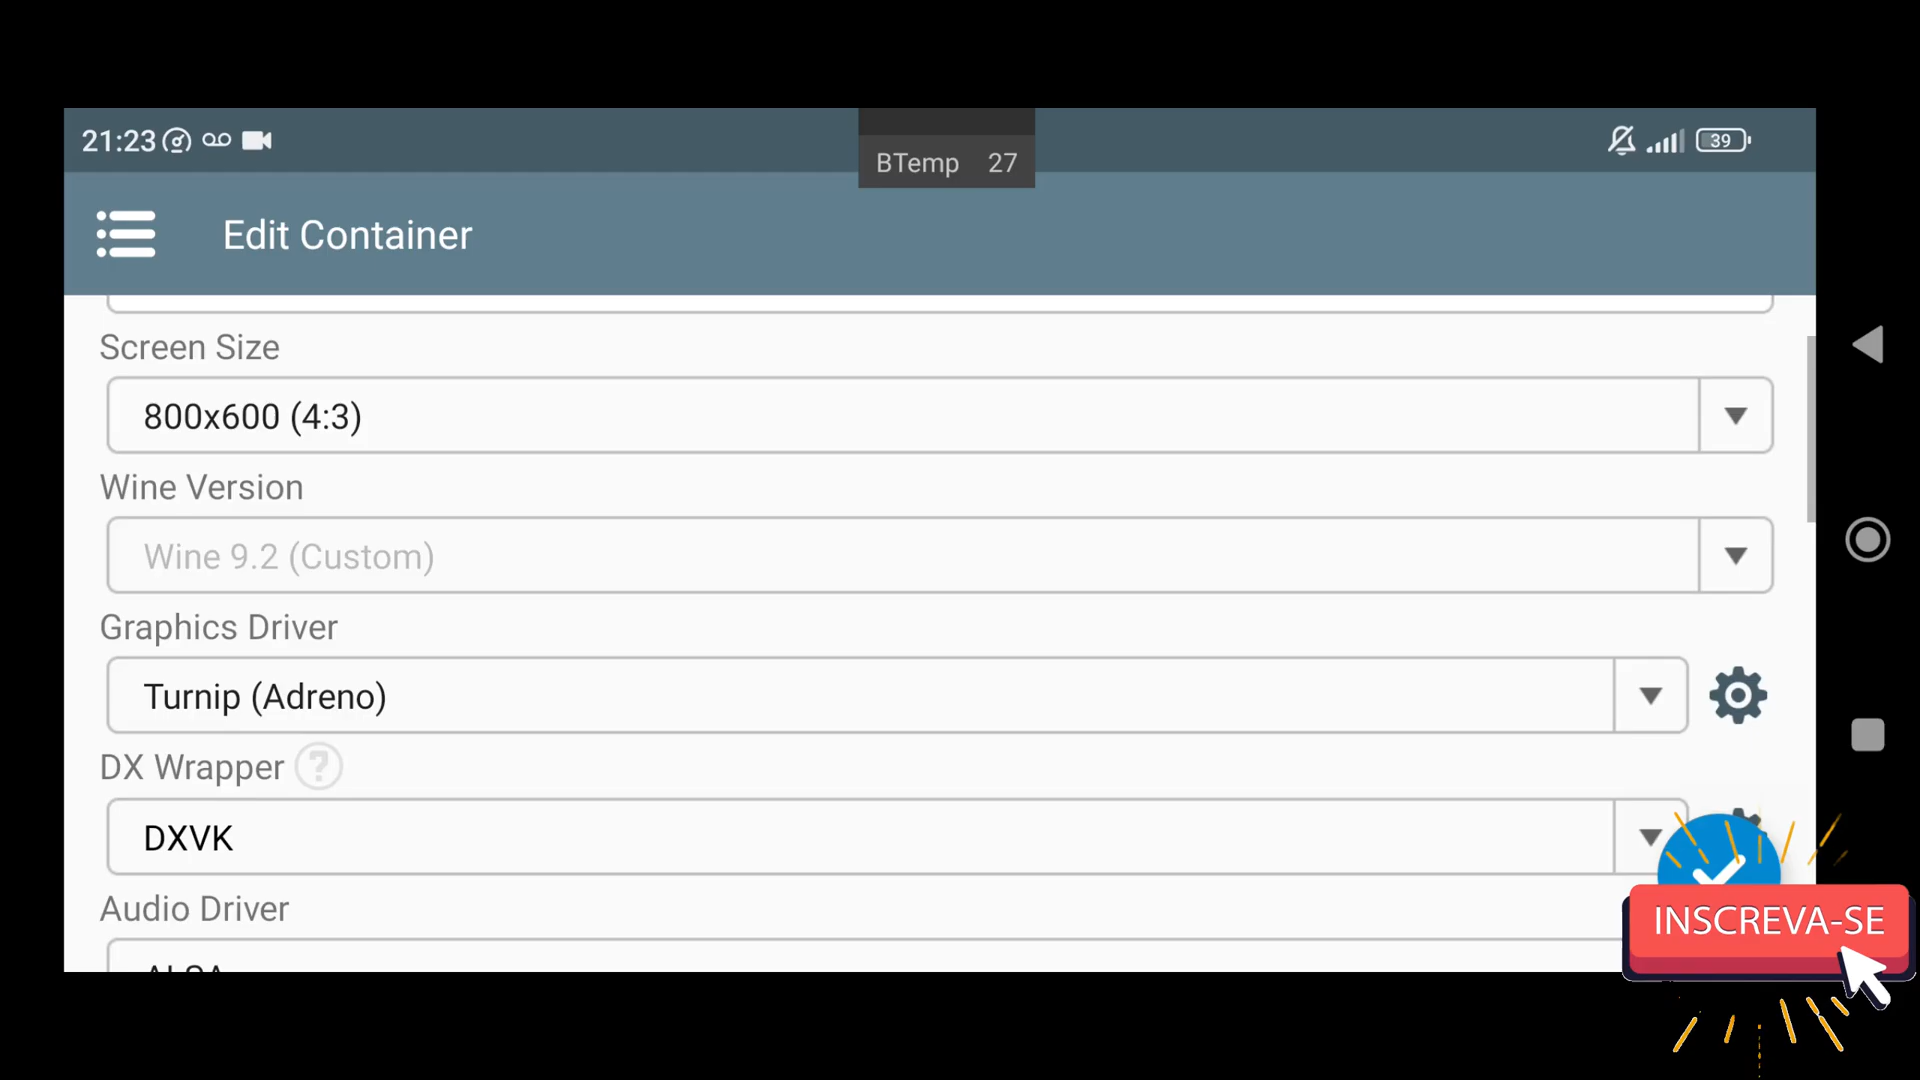 21:23
BTemp 27
39
Edit Container
Screen Size
800x600 (4:3)
Wine Version
Wine 9.2 (Custom)
Graphics Driver
Turnip (Adreno)
DX Wrapper ?
DXVK
Audio Driver
INSCREVA-SE